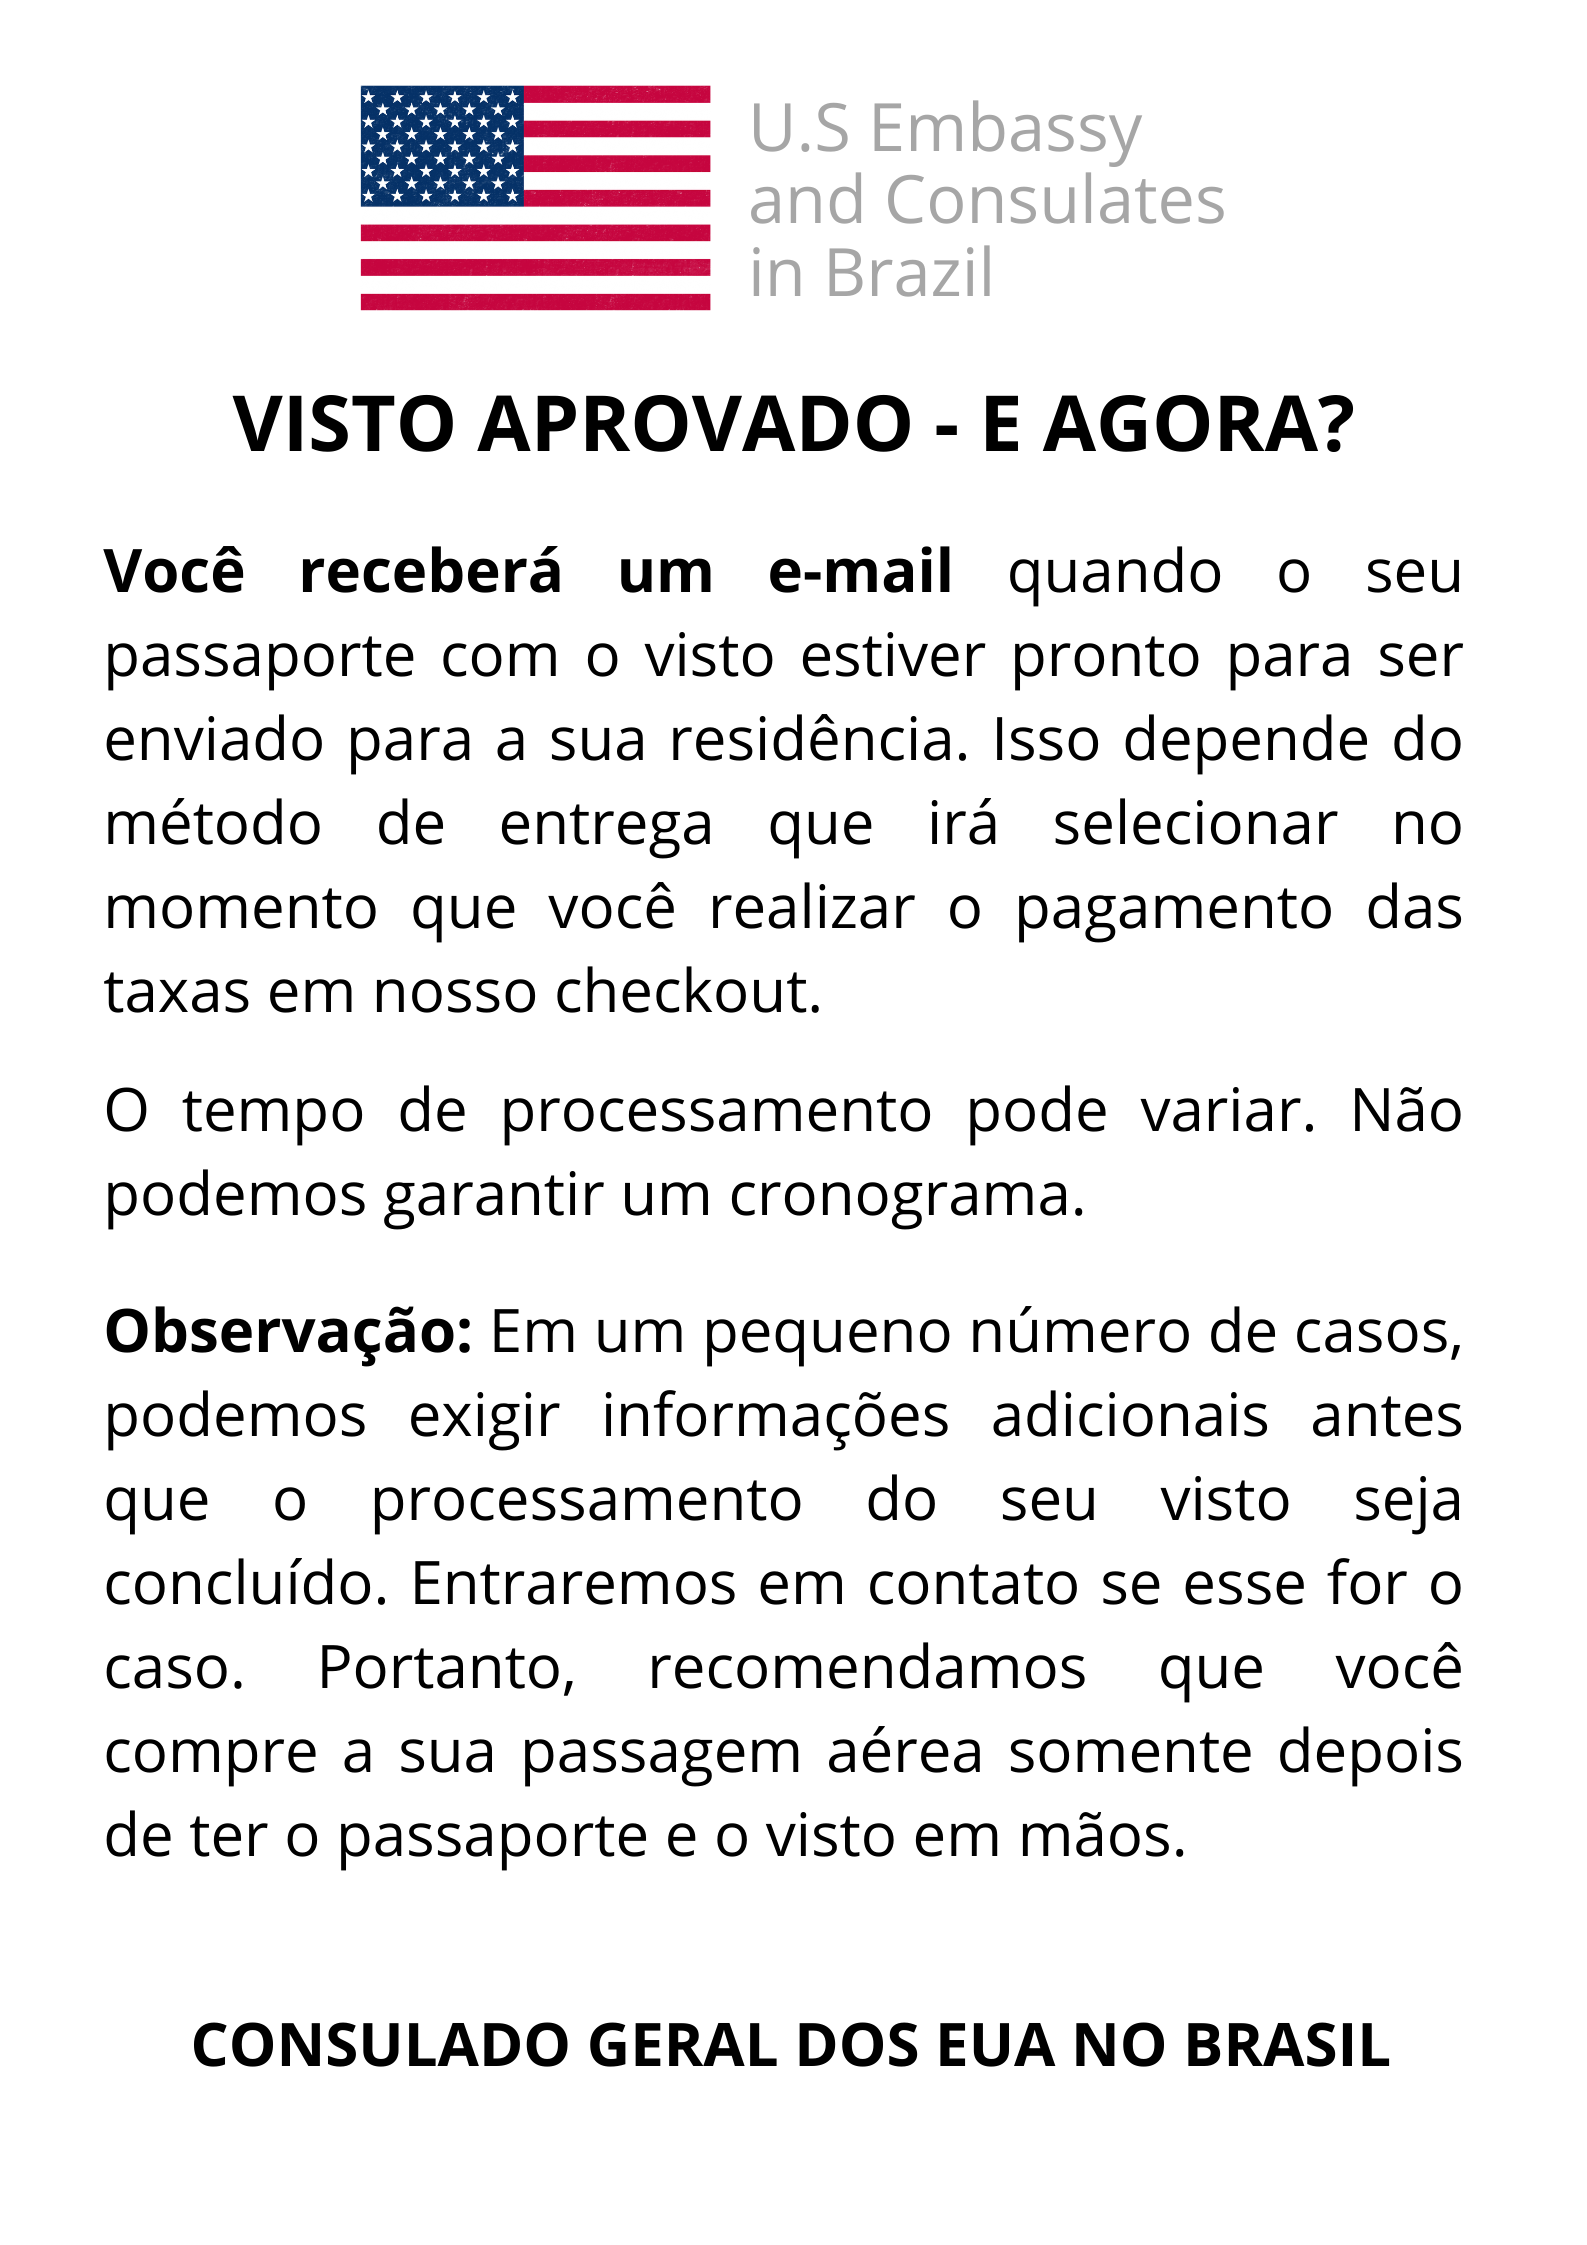 U.S Embassy
and Consulates
in Brazil
VISTO APROVADO - E AGORA?
Você receberá um e-mail quando o seu
passaporte com o visto estiver pronto para ser
enviado para a sua residência. Isso depende do
método de entrega que irá selecionar no
momento que você realizar o pagamento das
taxas em nosso checkout.
O tempo de processamento pode variar. Não
podemos garantir um cronograma.
Observação: Em um pequeno número de casos,
podemos exigir informações adicionais antes
que o processamento do seu visto seja
concluído. Entraremos em contato se esse for o
caso. Portanto, recomendamos que você
compre a sua passagem aérea somente depois
de ter o passaporte e o visto em mãos.
CONSULADO GERAL DOS EUA NO BRASIL